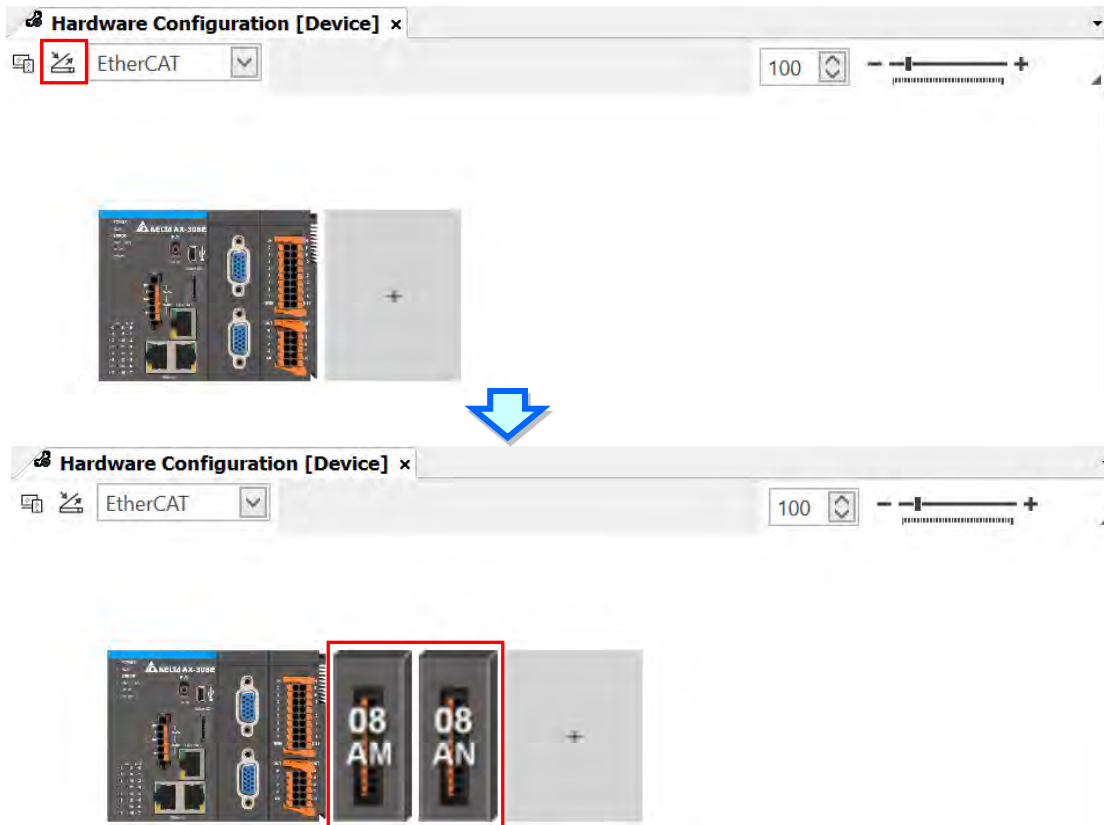 Hardware Configuration [Device] ×
EtherCAT
100
DELTA AX-308E
Hardware Configuration [Device] ×
EtherCAT
100
DELTA AX-308E
08 08
AM AN